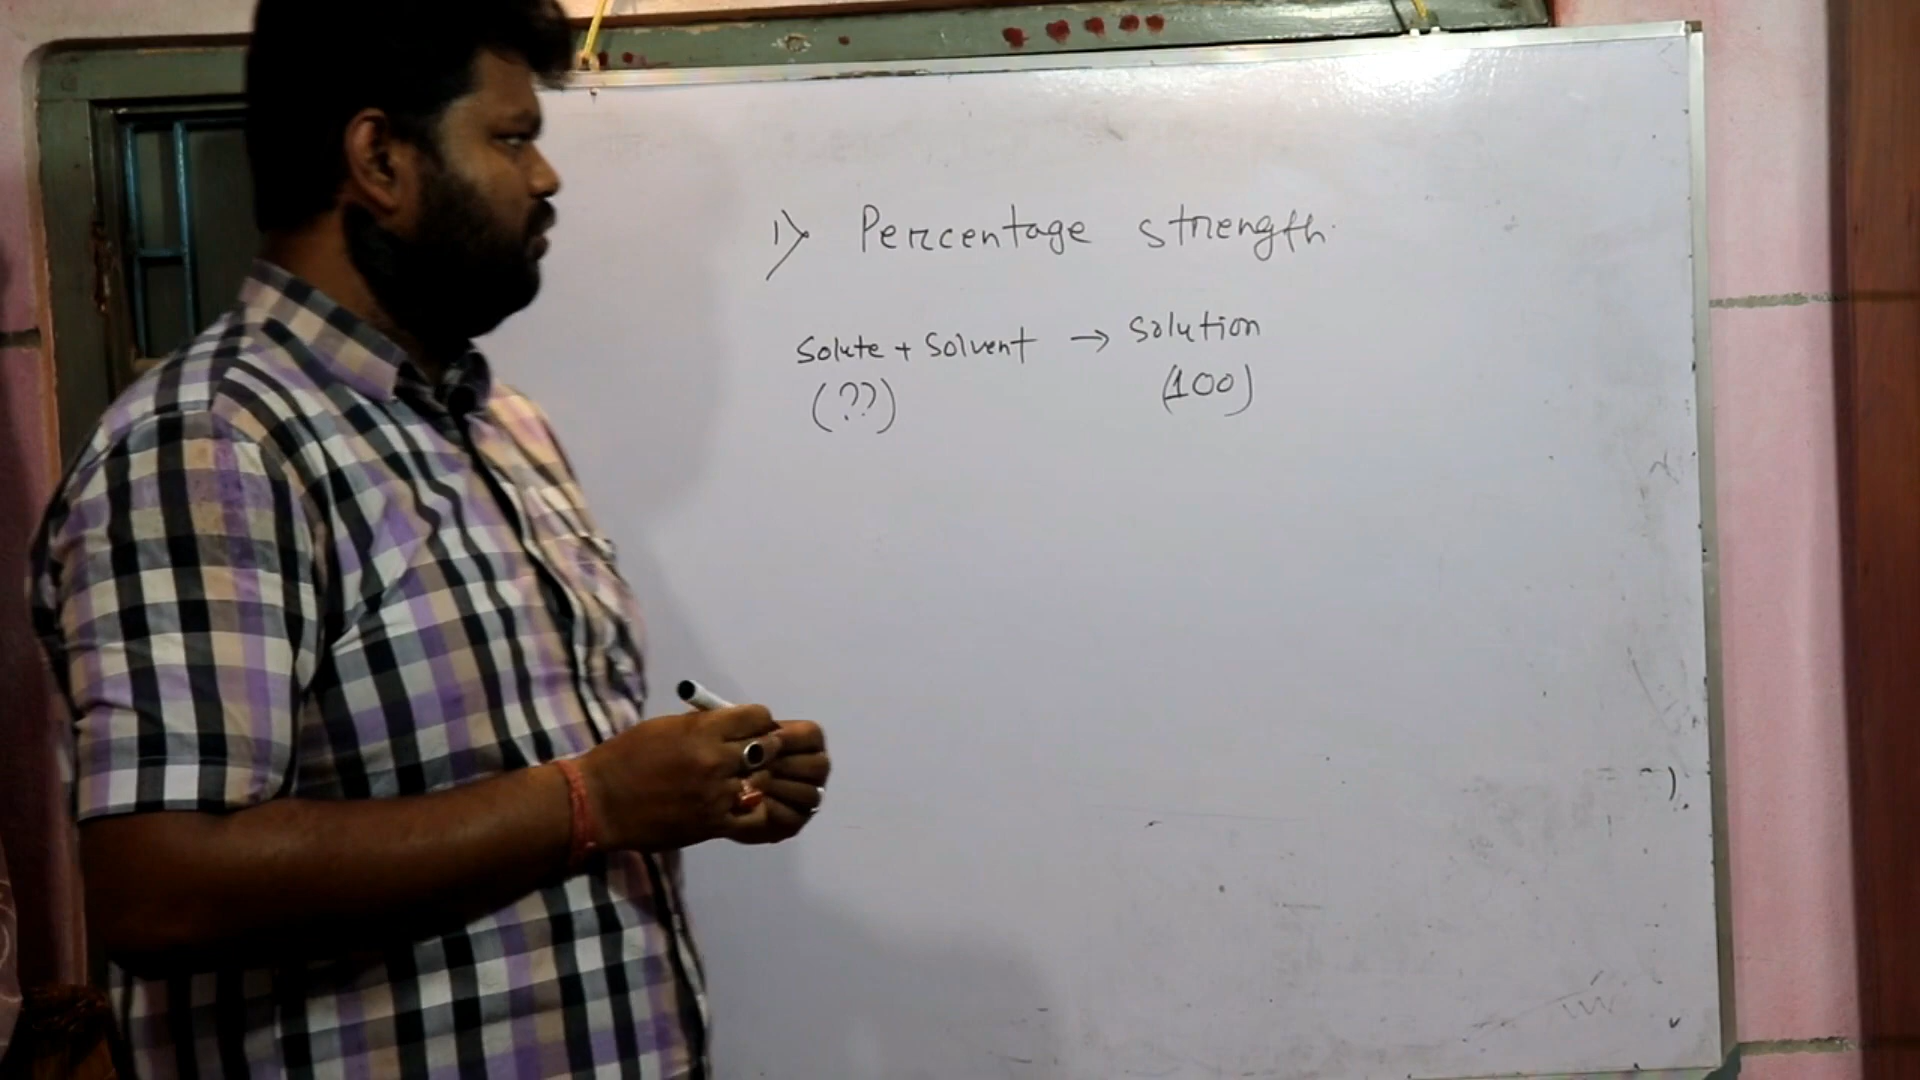 1) Percentage strength.
Solute + Solvent → Solution
(??) (100)